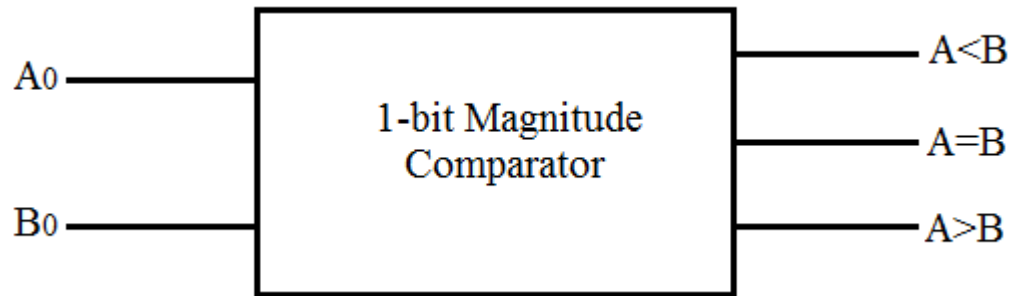 A<B
A0
1-bit Magnitude
Comparator
A=B
B0
A>B